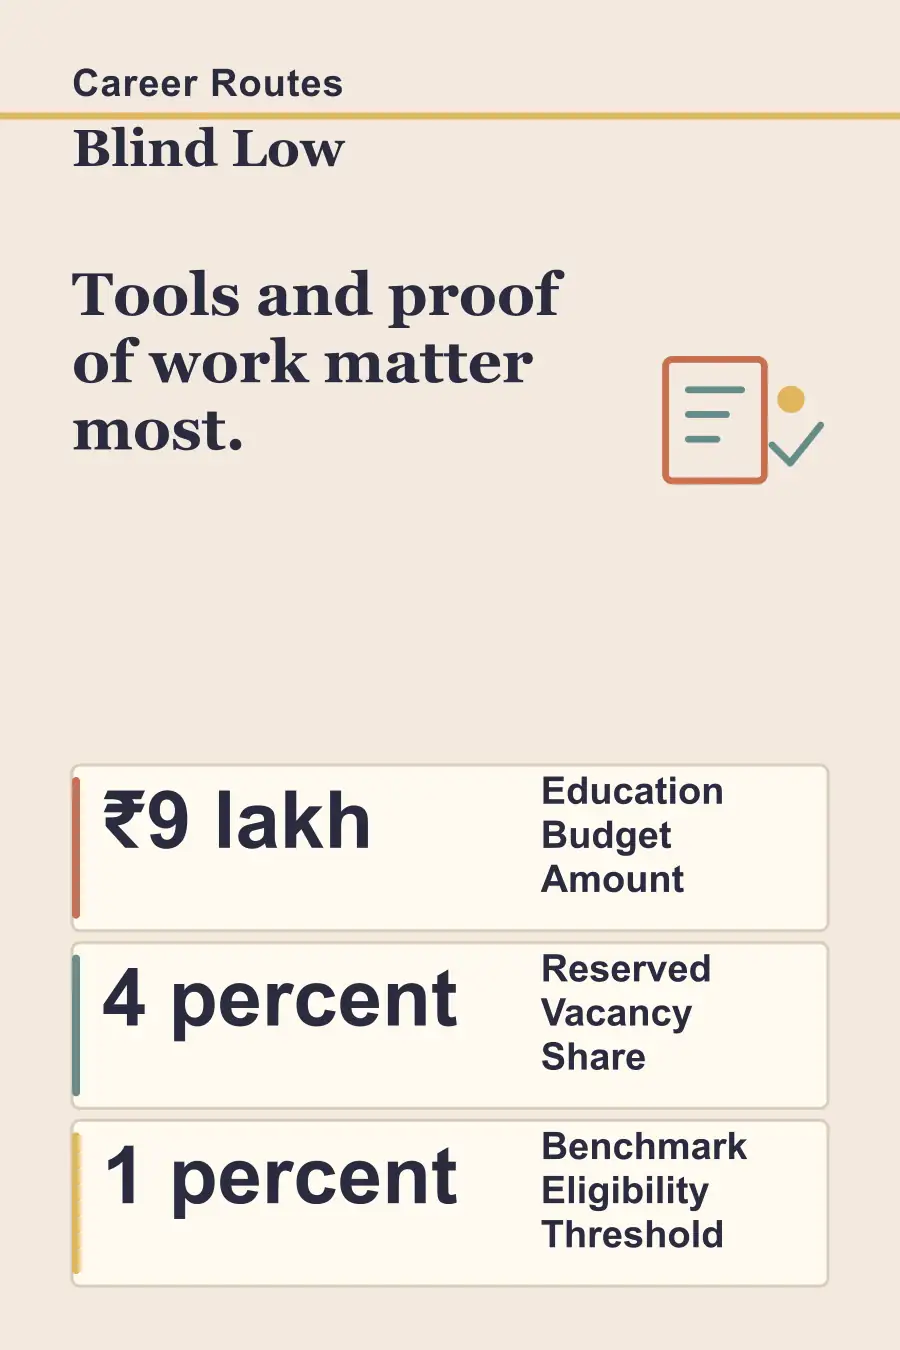 Career Routes
Blind Low
Tools and proof
of work matter
most.
₹9 lakh
Education
Budget
Amount
4 percent
Reserved
Vacancy
Share
1 percent
Benchmark
Eligibility
Threshold